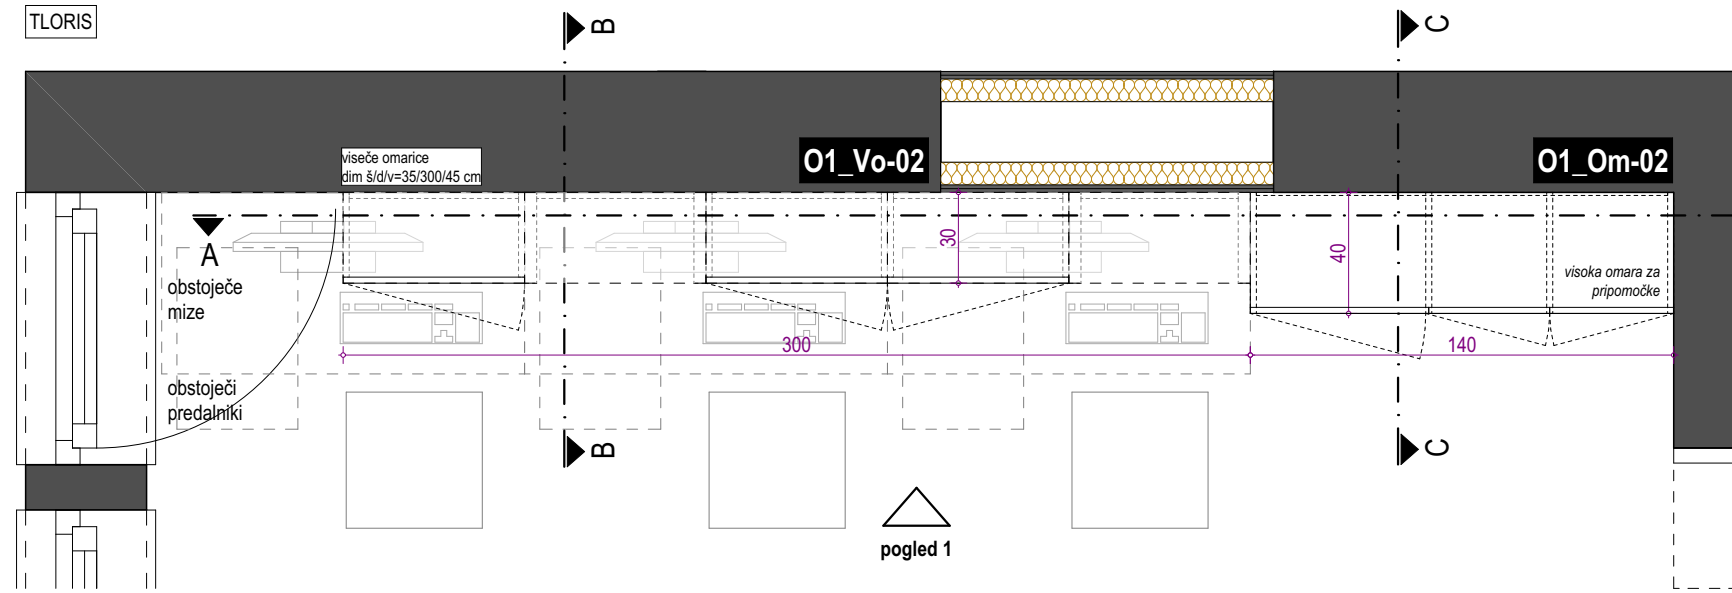 TLORIS
B
C
viseče omarice
dim š/d/v=35/300/45 cm
O1_Vo-02
O1_Om-02
A
30
40
obstoječe
mize
visoka omara za
pripomočke
300
140
obstoječi
predalniki
B
C
pogled 1